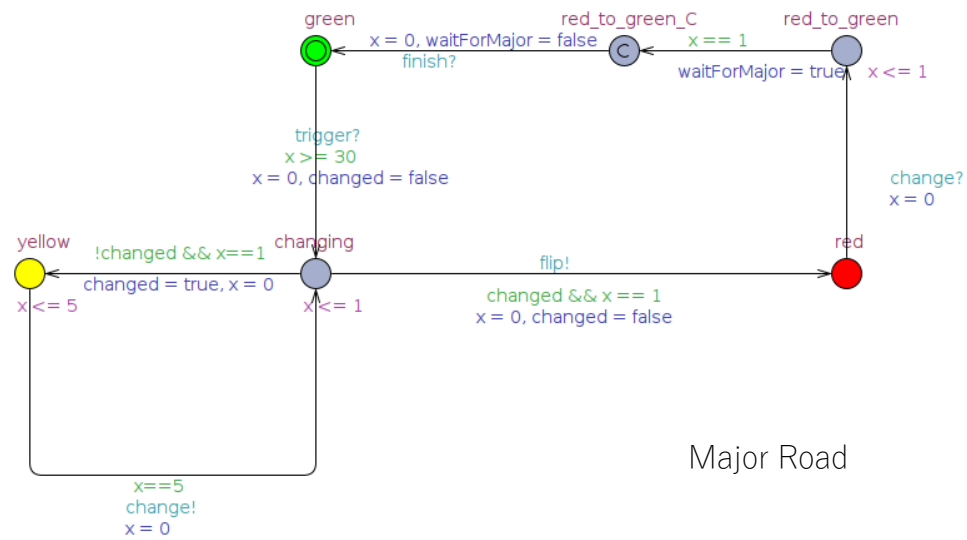 green
red_to_green_C
red_to_green
x = 0, waitForMajor = false
x == 1
finish?
C
waitForMajor = true
x <= 1
trigger?
x >= 30
x = 0, changed = false
change?
x = 0
yellow
!changed && x==1
changing
flip!
red
changed = true, x = 0
x <= 5
x <= 1
changed && x == 1
x = 0, changed = false
Major Road
x==5
change!
x = 0